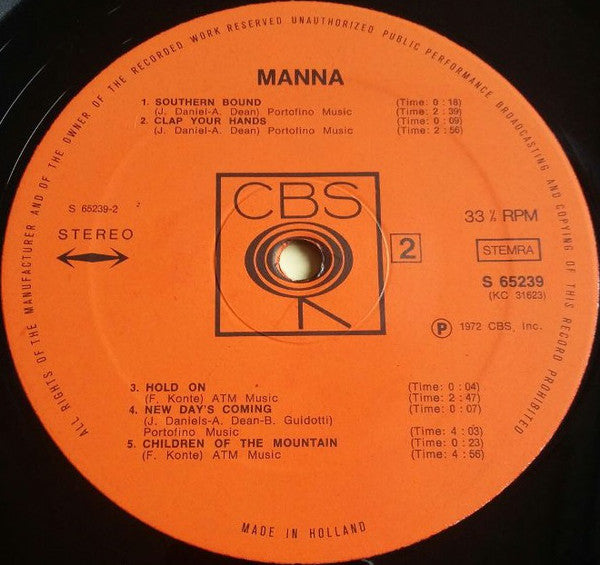 ALL RIGHTS OF THE MANUFACTURER AND OF THE OWNER OF THE RECORDED WORK RESERVED UNAUTHORIZED PUBLIC PERFORMANCE BROADCASTING AND COPYING OF THIS RECORD PROHIBITED
MANNA
1. SOUTHERN BOUND (Time: 0 : 18)
(J. Daniel-A. Dean) Portofino Music (Time: 2 : 39)
2. CLAP YOUR HANDS (Time: 0 : 09)
(J. Daniel-A. Dean) Portofino Music (Time: 2 : 56)
S 65239-2
STEREO
CBS
2
33⅓ RPM
STEMRA
S 65239
(KC 31623)
Ⓟ 1972 CBS, Inc.
3. HOLD ON (Time: 0 : 04)
(F. Konte) ATM Music (Time: 2 : 47)
4. NEW DAY'S COMING (Time: 0 : 07)
(J. Daniels-A. Dean-B. Guidotti)
Portofino Music (Time: 4 : 03)
5. CHILDREN OF THE MOUNTAIN (Time: 0 : 23)
(F. Konte) ATM Music (Time: 4 : 56)
MADE IN HOLLAND